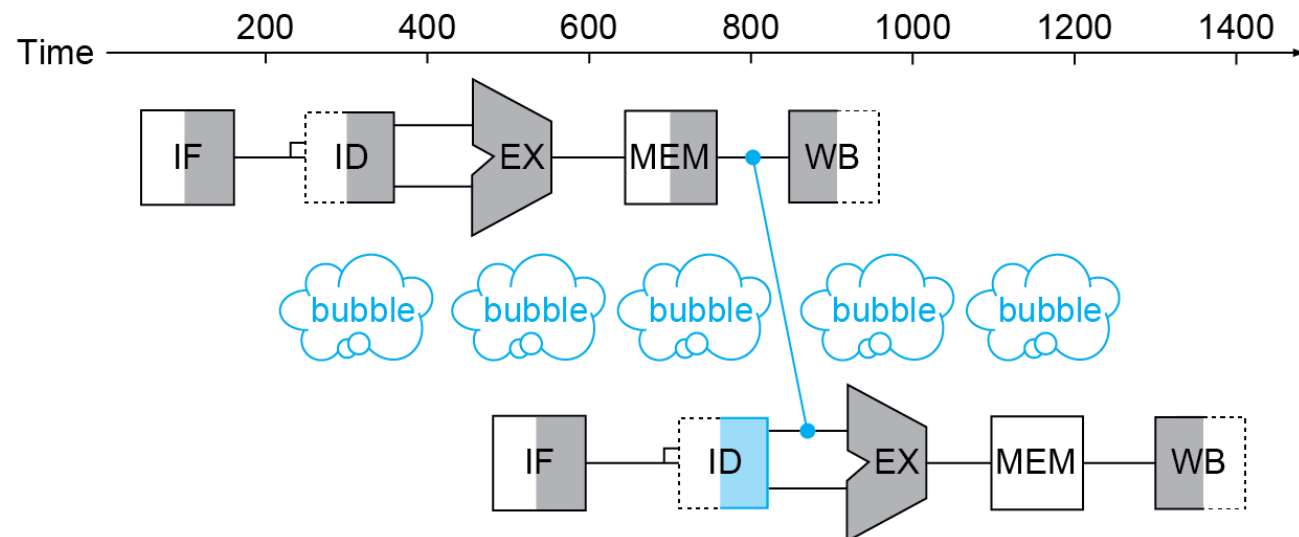 200 400 600 800 1000 1200 1400
Time
IF ID EX MEM WB
bubble bubble bubble bubble bubble
IF ID EX MEM WB